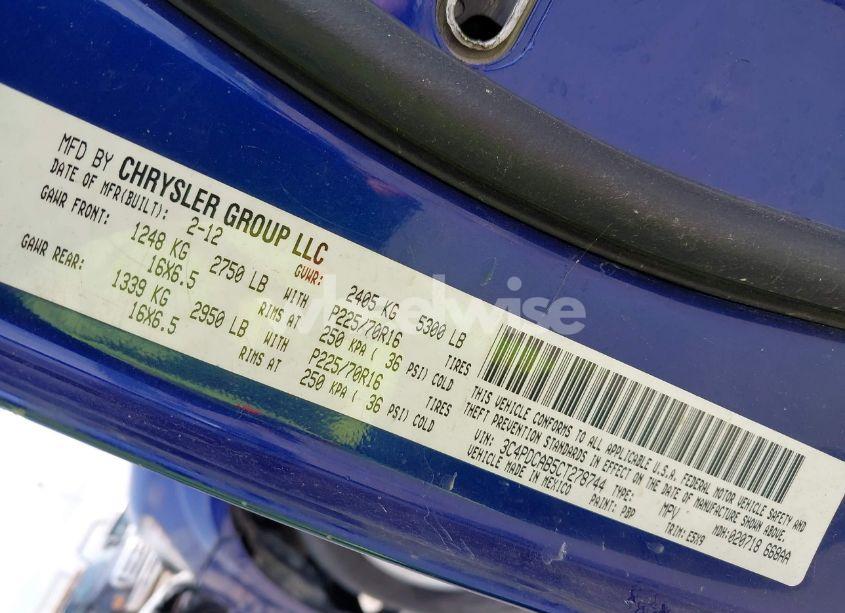 MFD BY CHRYSLER GROUP LLC
DATE OF MFR(BUILT): 2-12 GVWR: 2405 KG 5300 LB
GAWR FRONT: 1248 KG 2750 LB WITH P225/70R16 TIRES
16X6.5 RIMS AT 250 KPA ( 36 PSI) COLD
GAWR REAR: 1339 KG 2950 LB WITH P225/70R16 TIRES
16X6.5 RIMS AT 250 KPA ( 36 PSI) COLD
THIS VEHICLE CONFORMS TO ALL APPLICABLE U.S.A. FEDERAL MOTOR VEHICLE SAFETY AND
THEFT PREVENTION STANDARDS IN EFFECT ON THE DATE OF MANUFACTURE SHOWN ABOVE.
VIN: 3C4PDCAB5CT278744 TYPE: MPV MDH:020718 668AA
VEHICLE MADE IN MEXICO PAINT: PBP TRIM: E5X9
wheelwise